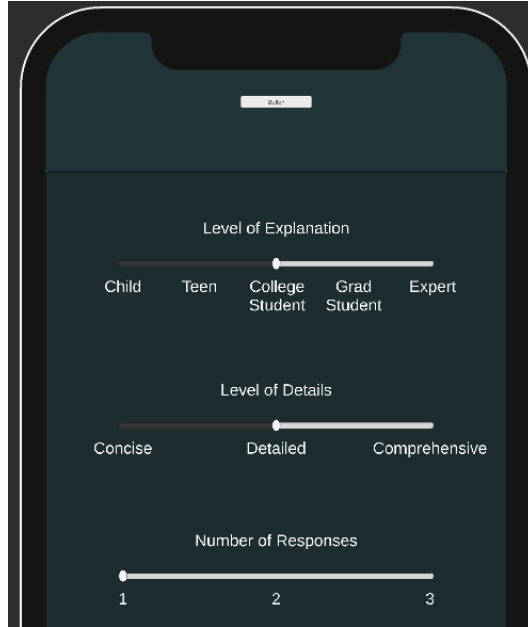 Button
Level of Explanation
Child Teen College Grad Expert
Student Student
Level of Details
Concise Detailed Comprehensive
Number of Responses
1 2 3